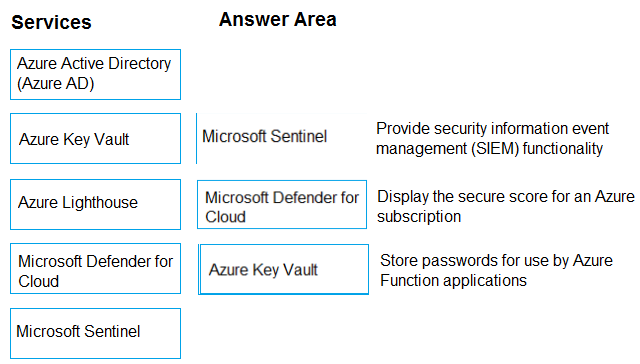 Services
Answer Area
Azure Active Directory
(Azure AD)
Azure Key Vault
Microsoft Sentinel
Provide security information event
management (SIEM) functionality
Azure Lighthouse
Microsoft Defender for
Cloud
Display the secure score for an Azure
subscription
Microsoft Defender for
Cloud
Azure Key Vault
Store passwords for use by Azure
Function applications
Microsoft Sentinel